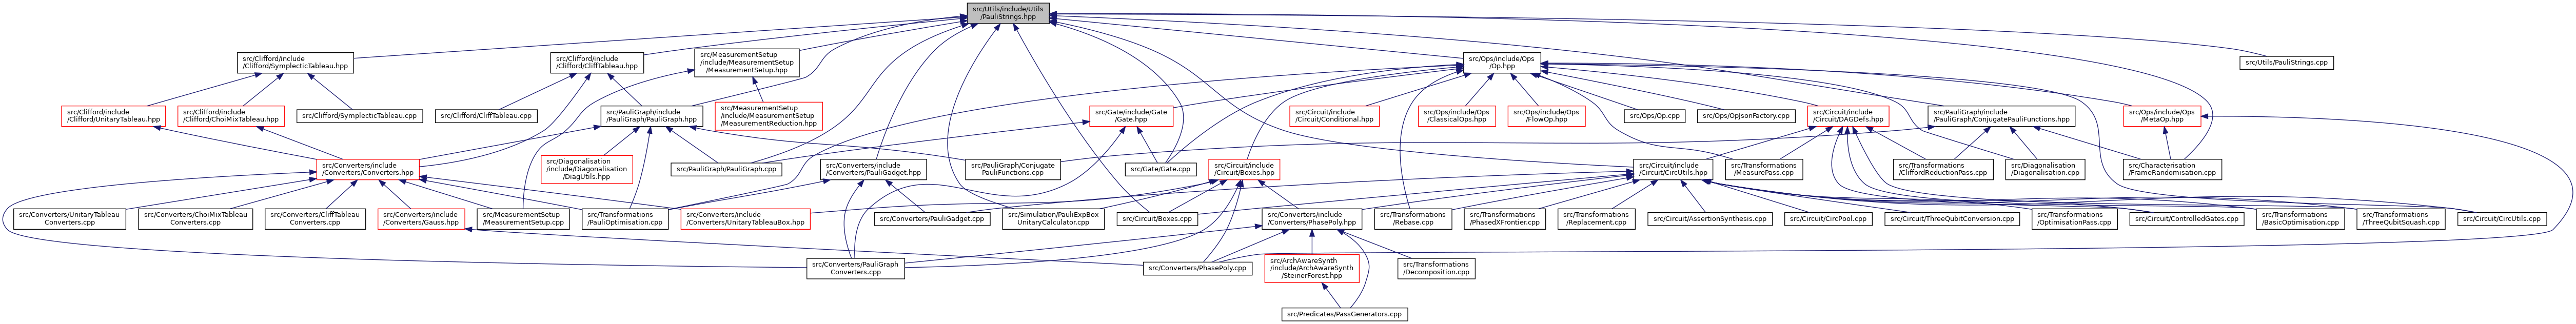 src/Utils/include/Utils
/PauliStrings.hpp
src/Clifford/include
/Clifford/SymplecticTableau.hpp
src/Clifford/include
/Clifford/CliffTableau.hpp
src/MeasurementSetup
/include/MeasurementSetup
/MeasurementSetup.hpp
src/Ops/include/Ops
/Op.hpp
src/Utils/PauliStrings.cpp
src/Clifford/include
/Clifford/UnitaryTableau.hpp
src/Clifford/include
/Clifford/ChoiMixTableau.hpp
src/Clifford/SymplecticTableau.cpp
src/Clifford/CliffTableau.cpp
src/PauliGraph/include
/PauliGraph/PauliGraph.hpp
src/MeasurementSetup
/include/MeasurementSetup
/MeasurementReduction.hpp
src/Gate/include/Gate
/Gate.hpp
src/Circuit/include
/Circuit/Conditional.hpp
src/Ops/include/Ops
/ClassicalOps.hpp
src/Ops/include/Ops
/FlowOp.hpp
src/Ops/Op.cpp
src/Ops/OpJsonFactory.cpp
src/Circuit/include
/Circuit/DAGDefs.hpp
src/PauliGraph/include
/PauliGraph/ConjugatePauliFunctions.hpp
src/Ops/include/Ops
/MetaOp.hpp
src/Converters/include
/Converters/Converters.hpp
src/Diagonalisation
/include/Diagonalisation
/DiagUtils.hpp
src/PauliGraph/PauliGraph.cpp
src/Converters/include
/Converters/PauliGadget.hpp
src/PauliGraph/Conjugate
PauliFunctions.cpp
src/Gate/Gate.cpp
src/Circuit/include
/Circuit/Boxes.hpp
src/Circuit/include
/Circuit/CircUtils.hpp
src/Transformations
/MeasurePass.cpp
src/Transformations
/CliffordReductionPass.cpp
src/Diagonalisation
/Diagonalisation.cpp
src/Characterisation
/FrameRandomisation.cpp
src/Converters/UnitaryTableau
Converters.cpp
src/Converters/ChoiMixTableau
Converters.cpp
src/Converters/CliffTableau
Converters.cpp
src/Converters/include
/Converters/Gauss.hpp
src/MeasurementSetup
/MeasurementSetup.cpp
src/Transformations
/PauliOptimisation.cpp
src/Converters/include
/Converters/UnitaryTableauBox.hpp
src/Converters/PauliGadget.cpp
src/Simulation/PauliExpBox
UnitaryCalculator.cpp
src/Circuit/Boxes.cpp
src/Converters/include
/Converters/PhasePoly.hpp
src/Transformations
/Rebase.cpp
src/Transformations
/PhasedXFrontier.cpp
src/Transformations
/Replacement.cpp
src/Circuit/AssertionSynthesis.cpp
src/Circuit/CircPool.cpp
src/Circuit/ThreeQubitConversion.cpp
src/Transformations
/OptimisationPass.cpp
src/Circuit/ControlledGates.cpp
src/Transformations
/BasicOptimisation.cpp
src/Transformations
/ThreeQubitSquash.cpp
src/Circuit/CircUtils.cpp
src/Converters/PauliGraph
Converters.cpp
src/Converters/PhasePoly.cpp
src/ArchAwareSynth
/include/ArchAwareSynth
/SteinerForest.hpp
src/Transformations
/Decomposition.cpp
src/Predicates/PassGenerators.cpp